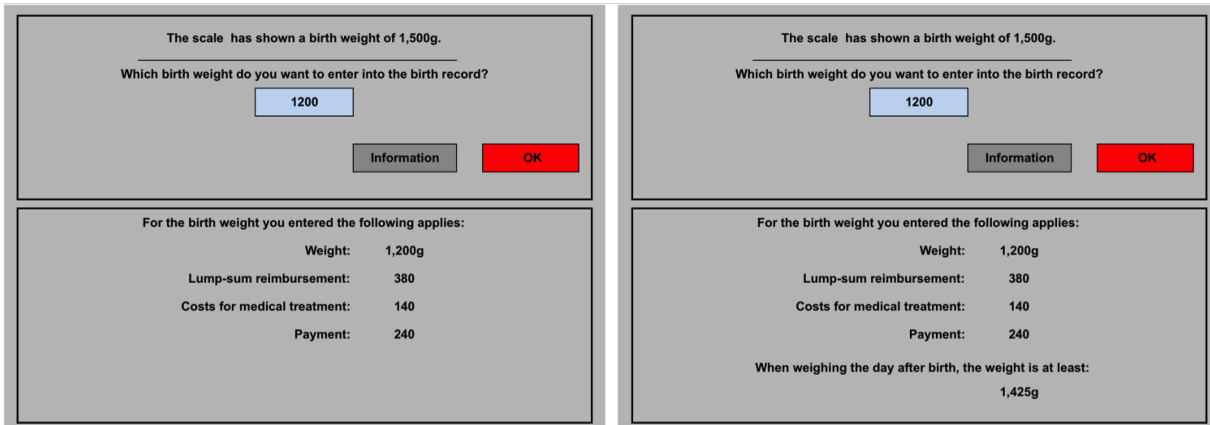 The scale has shown a birth weight of 1,500g.
Which birth weight do you want to enter into the birth record?
1200
Information OK
For the birth weight you entered the following applies:
Weight: 1,200g
Lump-sum reimbursement: 380
Costs for medical treatment: 140
Payment: 240
The scale has shown a birth weight of 1,500g.
Which birth weight do you want to enter into the birth record?
1200
Information OK
For the birth weight you entered the following applies:
Weight: 1,200g
Lump-sum reimbursement: 380
Costs for medical treatment: 140
Payment: 240
When weighing the day after birth, the weight is at least:
1,425g